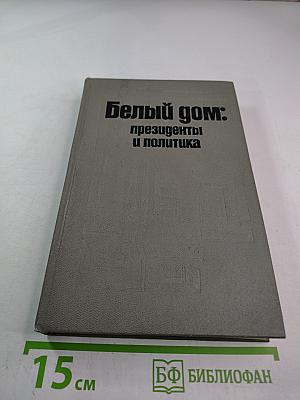 Белый дом:
президенты
и политика
15 см
БФ БИБЛИОФАН